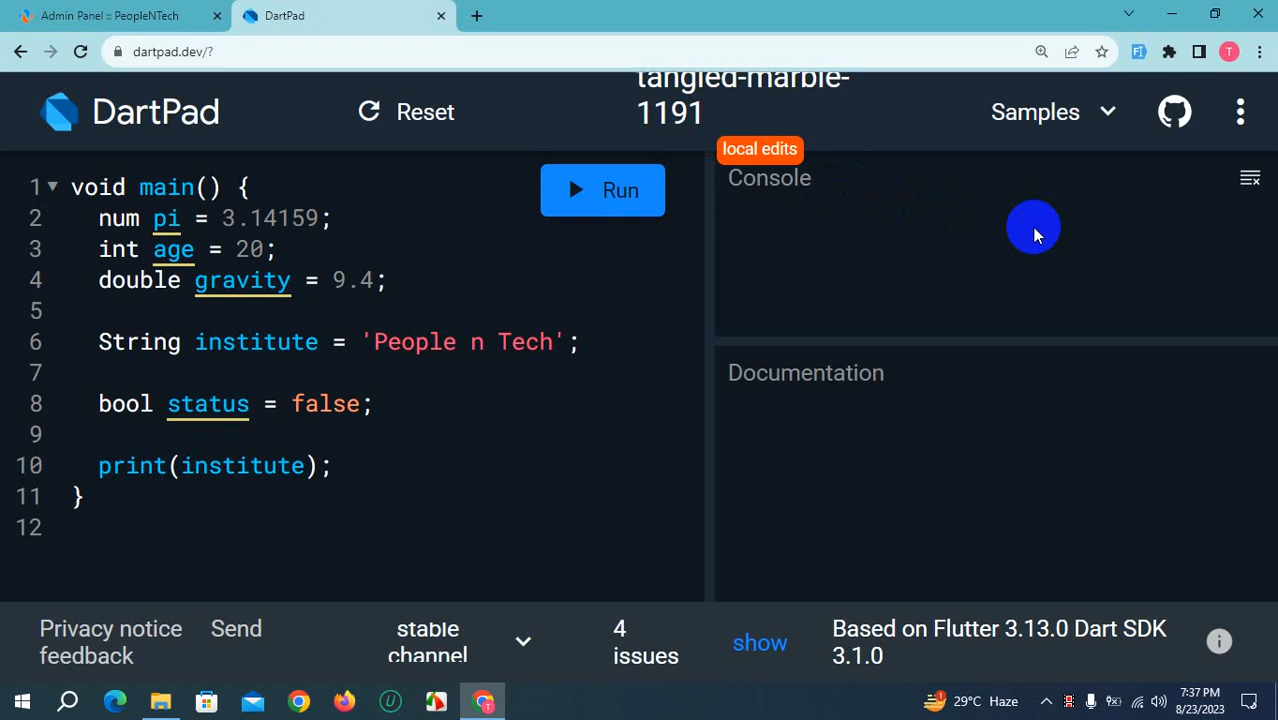 Admin Panel :: PeopleNTech
DartPad
dartpad.dev/?
T
DartPad
Reset
tangled-marble-
1191
local edits
Samples
1 void main() {
2 num pi = 3.14159;
3 int age = 20;
4 double gravity = 9.4;
5
6 String institute = 'People n Tech';
7
8 bool status = false;
9
10 print(institute);
11 }
12
Run
Console
Documentation
Privacy notice
Send
feedback
stable
channel
4
issues
show
Based on Flutter 3.13.0 Dart SDK
3.1.0
29°C Haze
7:37 PM
8/23/2023